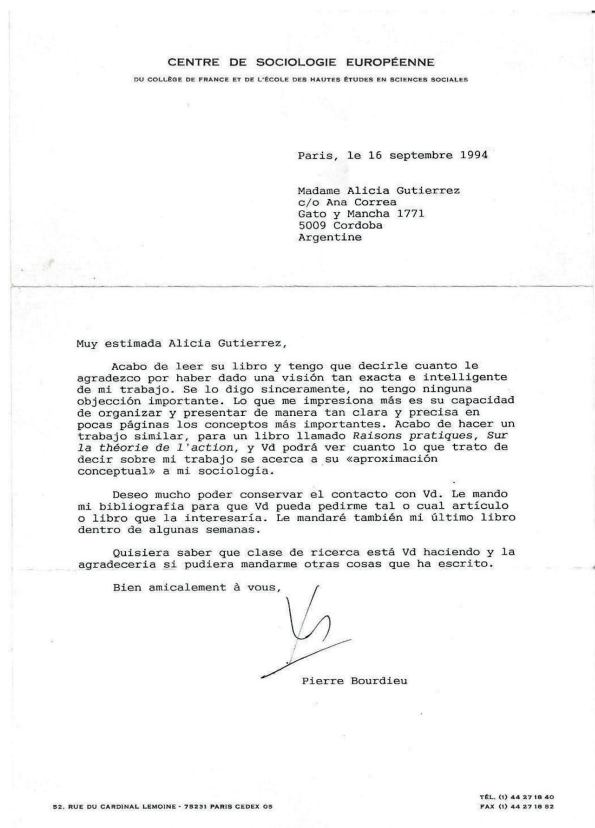 CENTRE DE SOCIOLOGIE EUROPÉENNE
DU COLLÈGE DE FRANCE ET DE L'ÉCOLE DES HAUTES ÉTUDES EN SCIENCES SOCIALES
Paris, le 16 septembre 1994
Madame Alicia Gutierrez
c/o Ana Correa
Gato y Mancha 1771
5009 Cordoba
Argentine
Muy estimada Alicia Gutierrez,
Acabo de leer su libro y tengo que decirle cuanto le
agradezco por haber dado una visión tan exacta e intelligente
de mi trabajo. Se lo digo sinceramente, no tengo ninguna
objección importante. Lo que me impresiona más es su capacidad
de organizar y presentar de manera tan clara y precisa en
pocas páginas los conceptos más importantes. Acabo de hacer un
trabajo similar, para un libro llamado Raisons pratiques, Sur
la théorie de l'action, y Vd podrá ver cuanto lo que trato de
decir sobre mi trabajo se acerca a su «aproximación
conceptual» a mi sociología.
Deseo mucho poder conservar el contacto con Vd. Le mando
mi bibliografía para que Vd pueda pedirme tal o cual artículo
o libro que la interesaría. Le mandaré también mi último libro
dentro de algunas semanas.
Quisiera saber que clase de ricerca está Vd haciendo y la
agradeceria si pudiera mandarme otras cosas que ha escrito.
Bien amicalement à vous,
Pierre Bourdieu
TÉL. (1) 44 27 18 40
52, RUE DU CARDINAL LEMOINE - 75231 PARIS CEDEX 05
FAX (1) 44 27 18 82